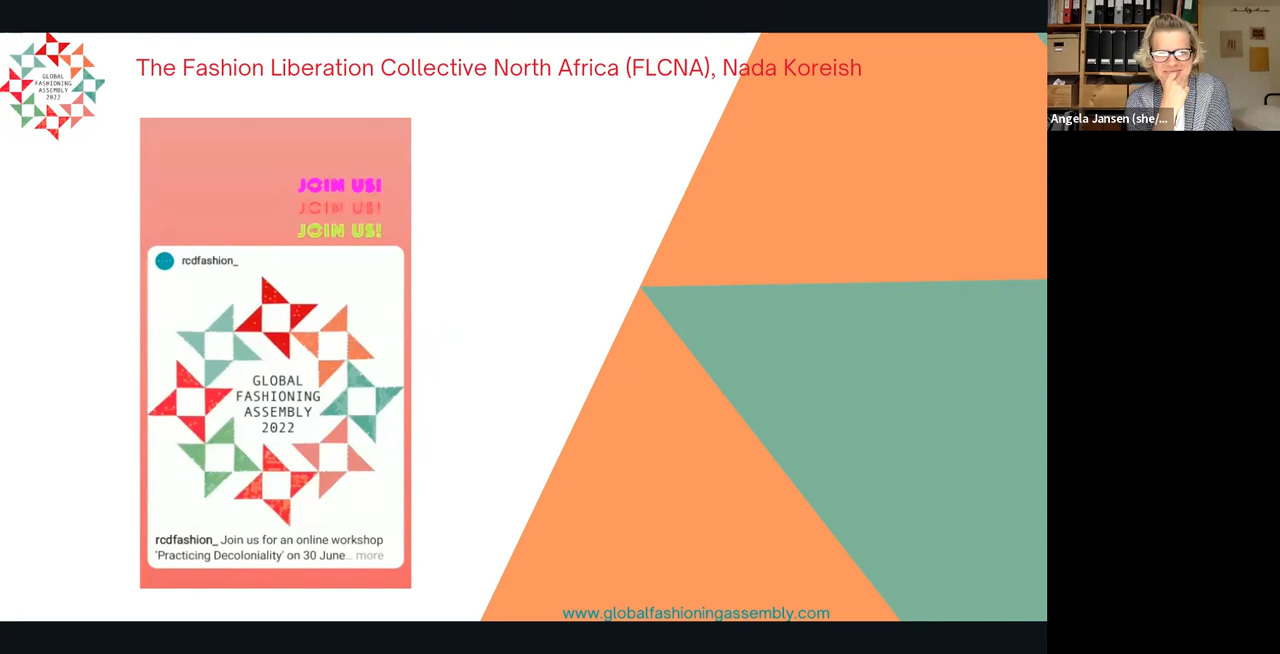 The Fashion Liberation Collective North Africa (FLCNA), Nada Koreish
GLOBAL
FASHIONING
ASSEMBLY
2022
JOIN US!
JOIN US!
JOIN US!
rcdfashion_
GLOBAL
FASHIONING
ASSEMBLY
2022
rcdfashion_ Join us for an online workshop
'Practicing Decoloniality' on 30 June... more
www.globalfashioningassembly.com
Angela Jansen (she/...